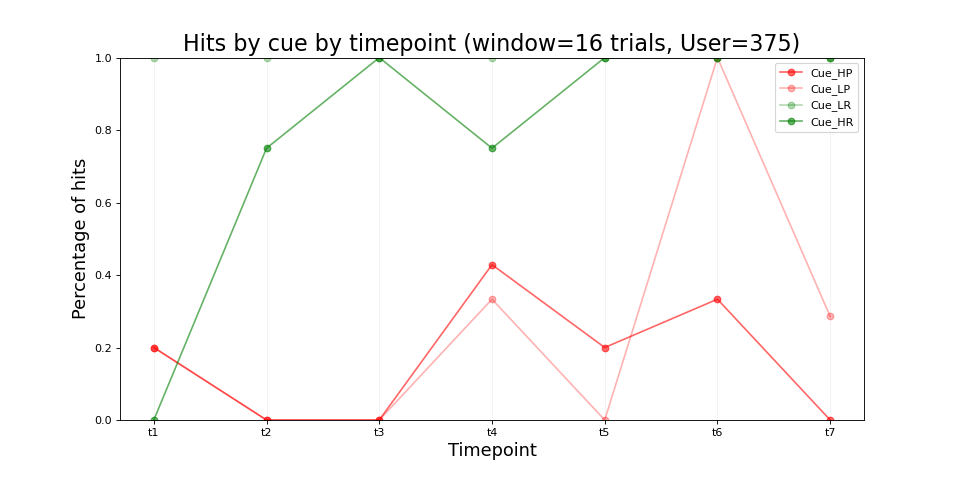 Hits by cue by timepoint (window=16 trials, User=375)
Percentage of hits
1.0
0.8
0.6
0.4
0.2
0.0
Cue_HP
Cue_LP
Cue_LR
Cue_HR
t1 t2 t3 t4 t5 t6 t7
Timepoint